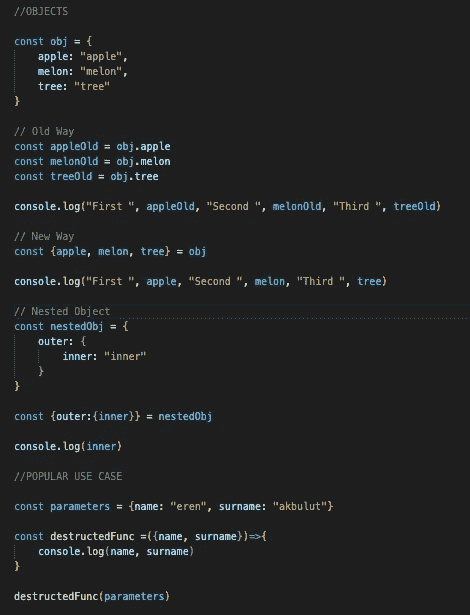 //OBJECTS
const obj = {
apple: "apple",
melon: "melon",
tree: "tree"
}
// Old Way
const appleOld = obj.apple
const melonOld = obj.melon
const treeOld = obj.tree
console.log("First ", appleOld, "Second ", melonOld, "Third ", treeOld)
// New Way
const {apple, melon, tree} = obj
console.log("First ", apple, "Second ", melon, "Third ", tree)
// Nested Object
const nestedObj = {
outer: {
inner: "inner"
}
}
const {outer:{inner}} = nestedObj
console.log(inner)
//POPULAR USE CASE
const parameters = {name: "eren", surname: "akbulut"}
const destructedFunc =({name, surname})=>{
console.log(name, surname)
}
destructedFunc(parameters)